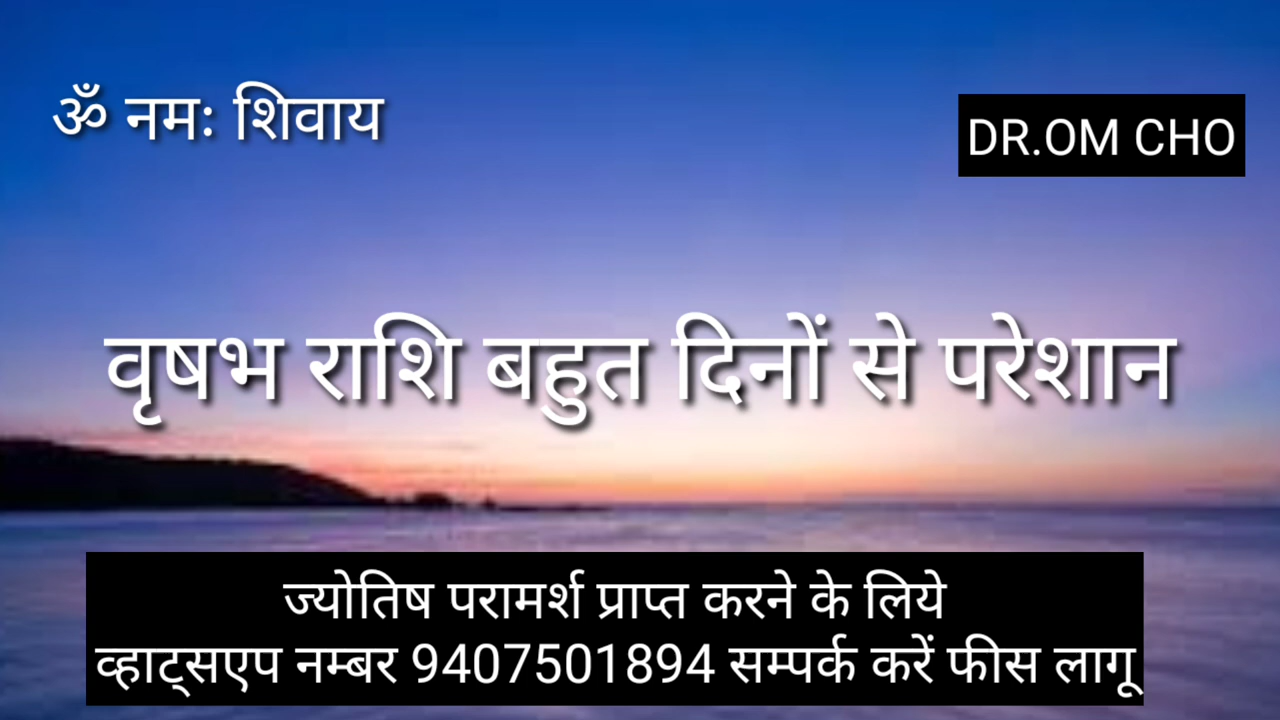 ॐ नमः शिवाय
DR.OM CHO
वृषभ राशि बहुत दिनों से परेशान
ज्योतिष परामर्श प्राप्त करने के लिये
व्हाट्सएप नम्बर 9407501894 सम्पर्क करें फीस लागू